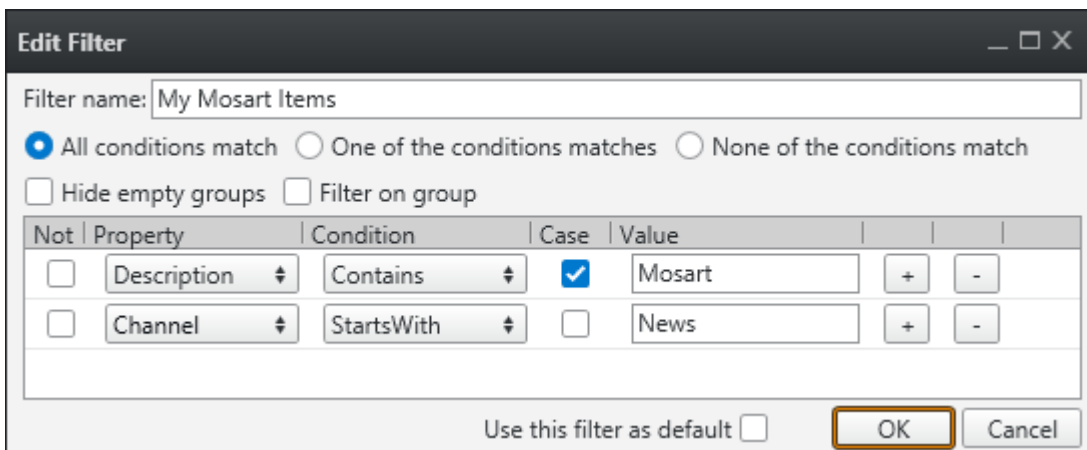 Edit Filter
Filter name: My Mosart Items
All conditions match One of the conditions matches None of the conditions match
Hide empty groups Filter on group
Not Property Condition Case Value
Description Contains Mosart + -
Channel StartsWith News + -
Use this filter as default OK Cancel